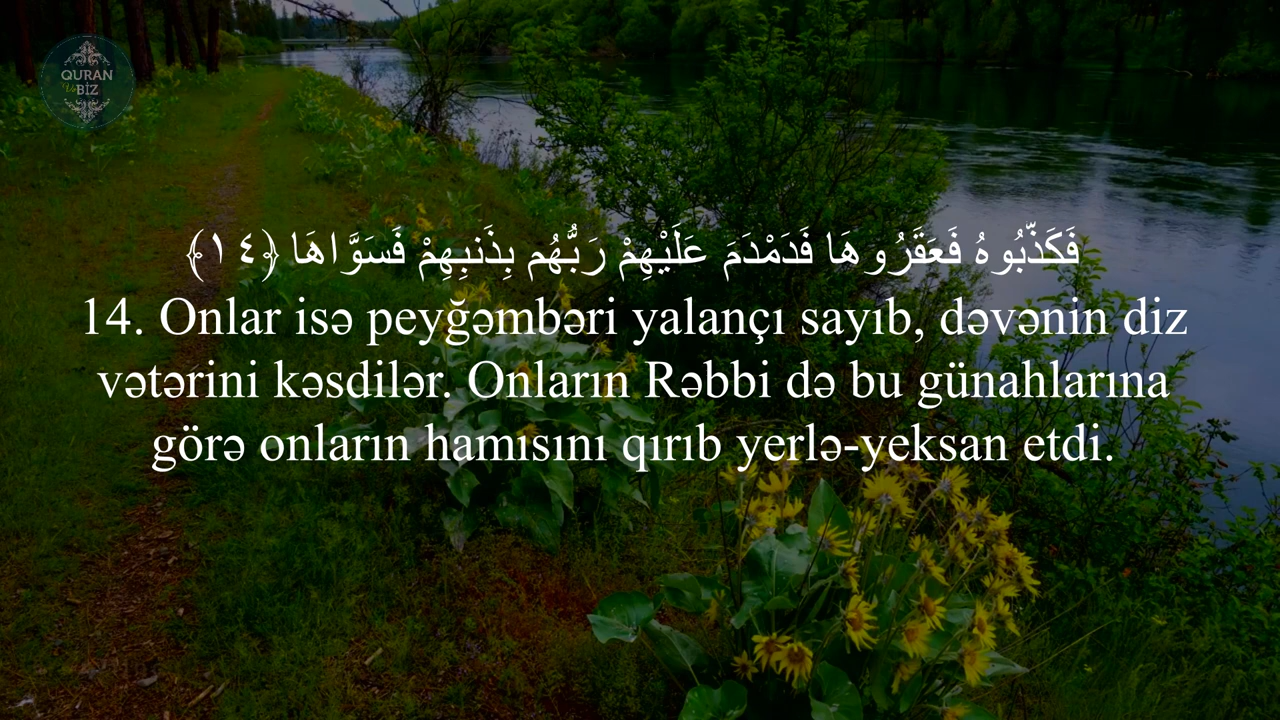 QURAN
Və
BİZ
فَكَذَّبُوهُ فَعَقَرُوهَا فَدَمْدَمَ عَلَيْهِمْ رَبُّهُم بِذَنبِهِمْ فَسَوَّاهَا ﴿١٤﴾
14. Onlar isə peyğəmbəri yalançı sayıb, dəvənin diz
vətərini kəsdilər. Onların Rəbbi də bu günahlarına
görə onların hamısını qırıb yerlə-yeksan etdi.